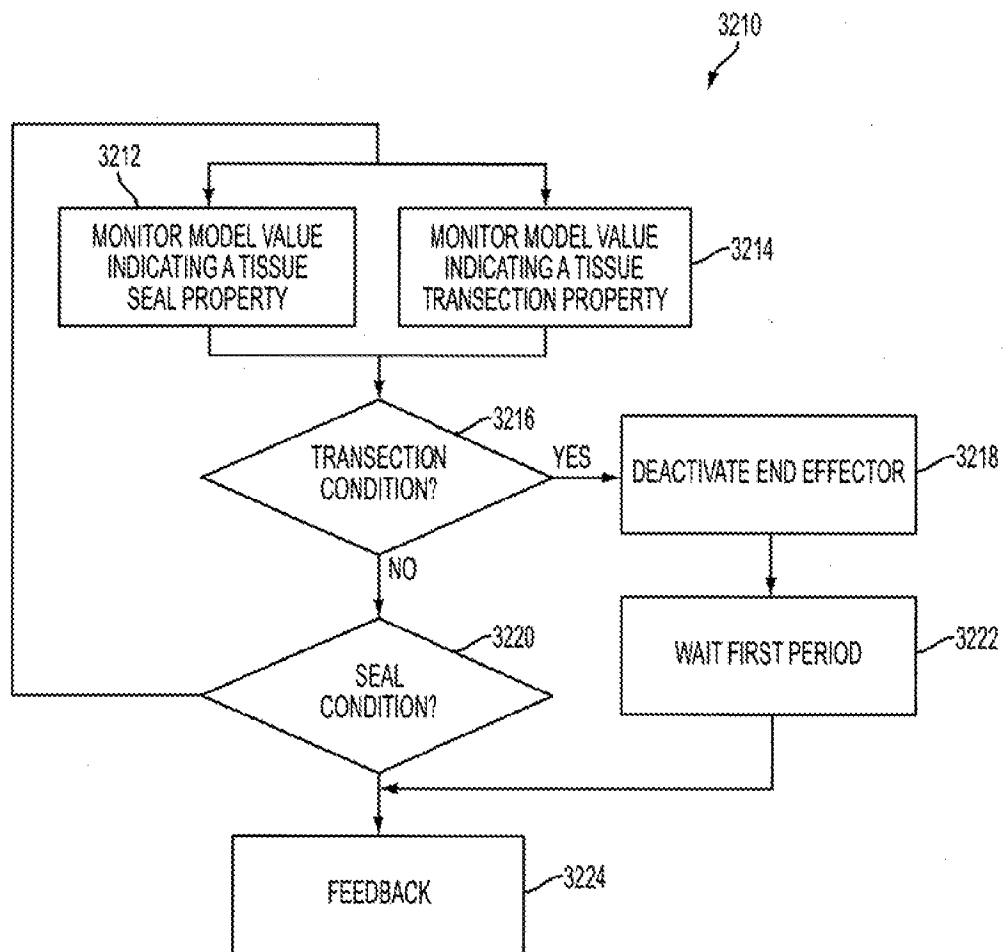 3210
3212
MONITOR MODEL VALUE
INDICATING A TISSUE
SEAL PROPERTY
MONITOR MODEL VALUE
INDICATING A TISSUE
TRANSECTION PROPERTY
3214
3216
TRANSECTION
CONDITION?
YES
DEACTIVATE END EFFECTOR
3218
NO
3220
SEAL
CONDITION?
WAIT FIRST PERIOD
3222
FEEDBACK
3224